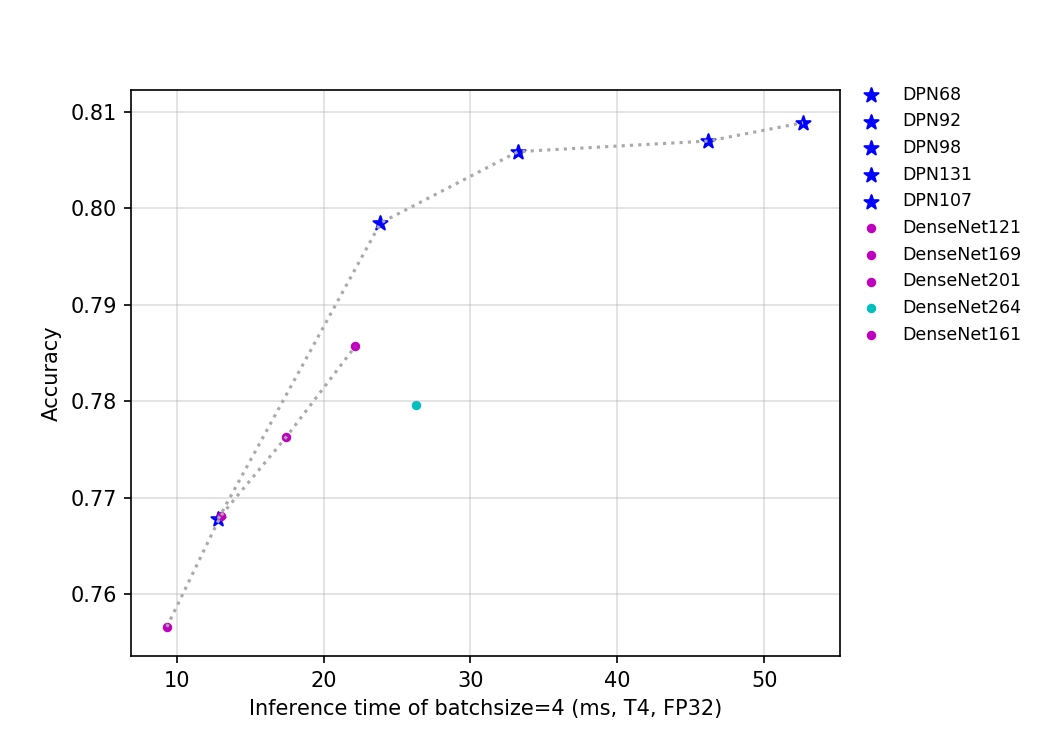 0.81
0.80
0.79
0.78
0.77
0.76
Accuracy
10 20 30 40 50
Inference time of batchsize=4 (ms, T4, FP32)
DPN68
DPN92
DPN98
DPN131
DPN107
DenseNet121
DenseNet169
DenseNet201
DenseNet264
DenseNet161